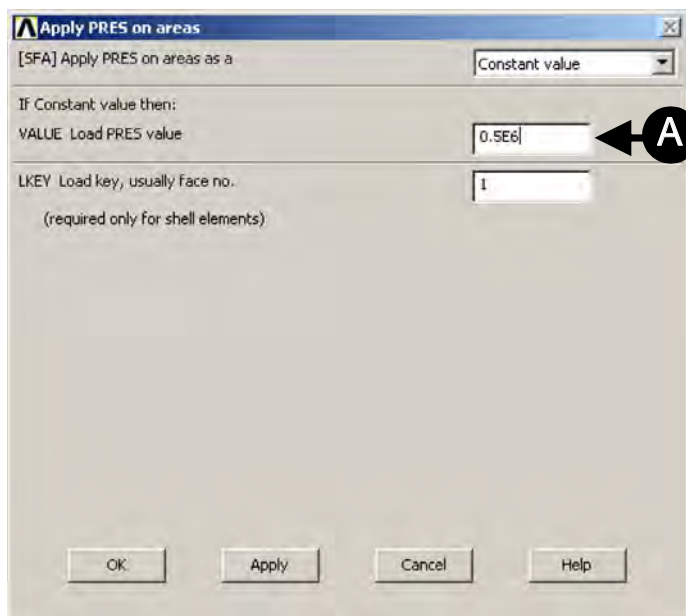 Apply PRES on areas
[SFA] Apply PRES on areas as a
Constant value
If Constant value then:
VALUE Load PRES value
0.5E6
A
LKEY Load key, usually face no.
1
(required only for shell elements)
OK
Apply
Cancel
Help